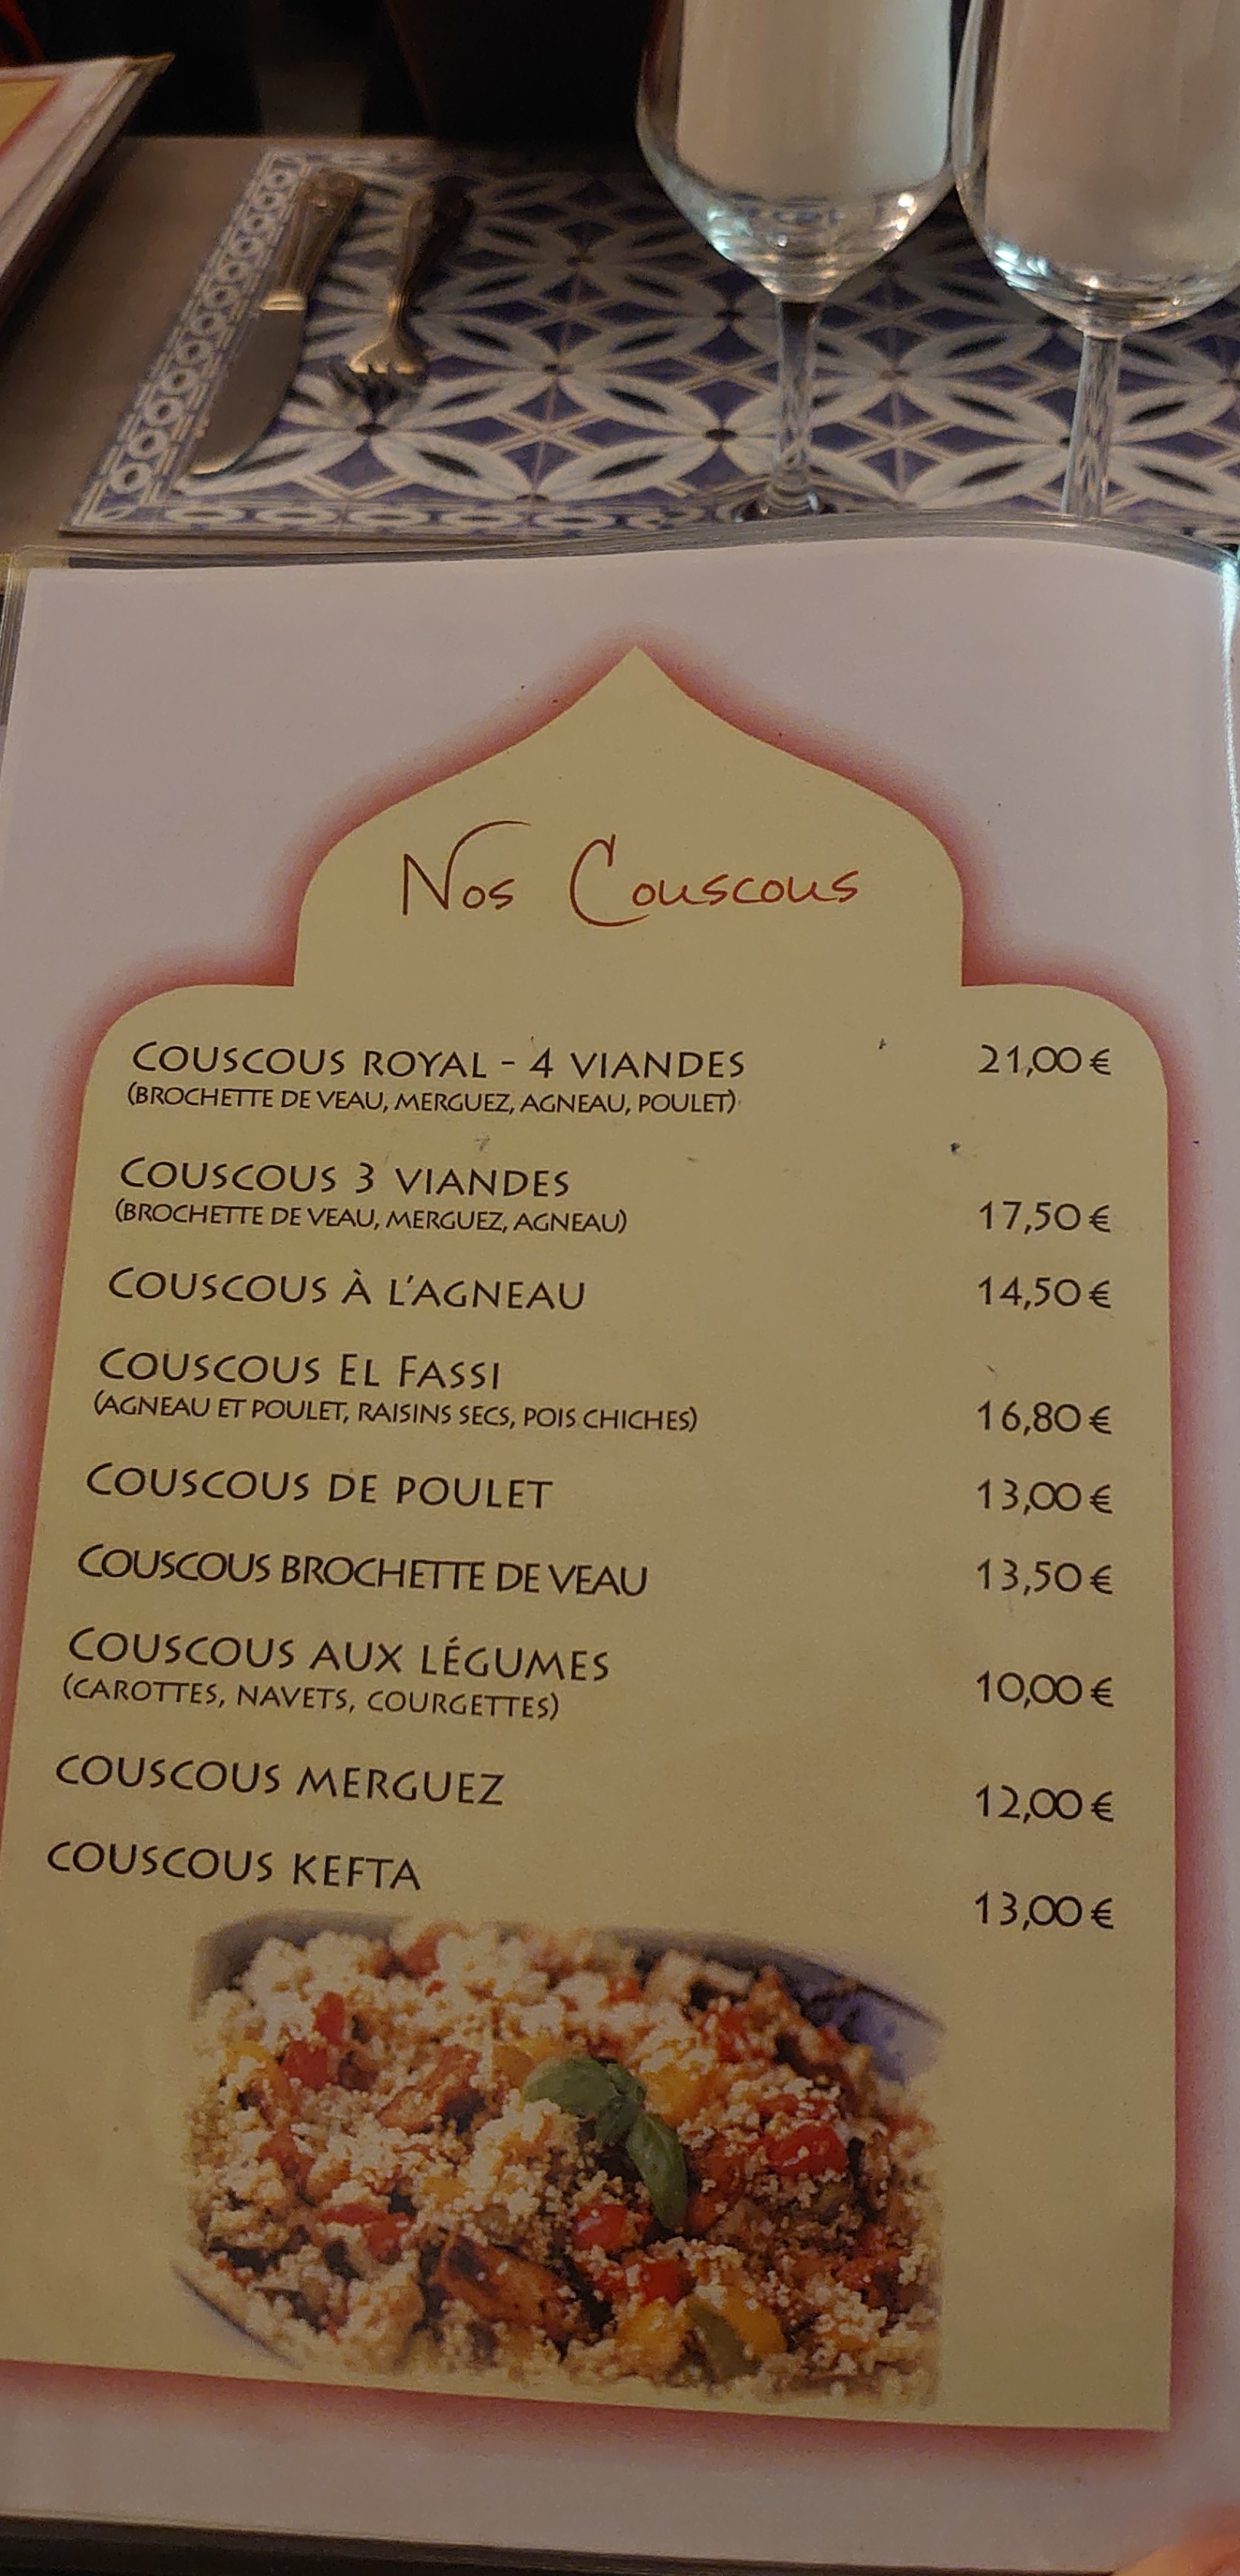 Nos Couscous
Couscous royal - 4 viandes 21,00 €
(brochette de veau, merguez, agneau, poulet)
Couscous 3 viandes
(brochette de veau, merguez, agneau) 17,50 €
Couscous à l'agneau 14,50 €
Couscous El Fassi
(agneau et poulet, raisins secs, pois chiches) 16,80 €
Couscous de poulet 13,00 €
Couscous brochette de veau 13,50 €
Couscous aux légumes
(carottes, navets, courgettes) 10,00 €
couscous merguez 12,00 €
couscous kefta 13,00 €